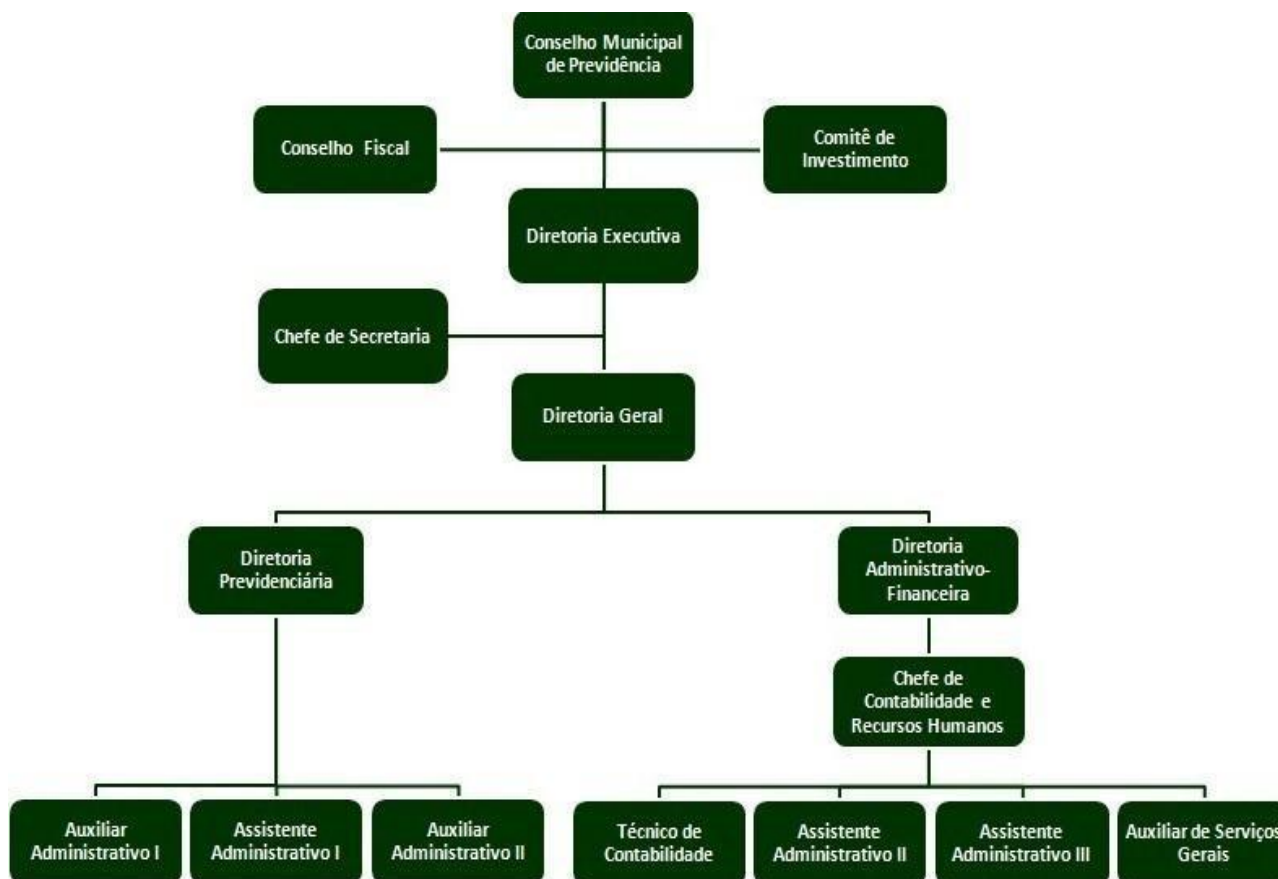 Conselho Municipal
de Previdência
Conselho Fiscal
Comitê de
Investimento
Diretoria Executiva
Chefe de Secretaria
Diretoria Geral
Diretoria
Previdenciária
Diretoria
Administrativo-
Financeira
Chefe de
Contabilidade e
Recursos Humanos
Auxiliar
Administrativo I
Assistente
Administrativo I
Auxiliar
Administrativo II
Técnico de
Contabilidade
Assistente
Administrativo II
Assistente
Administrativo III
Auxiliar de Serviços
Gerais